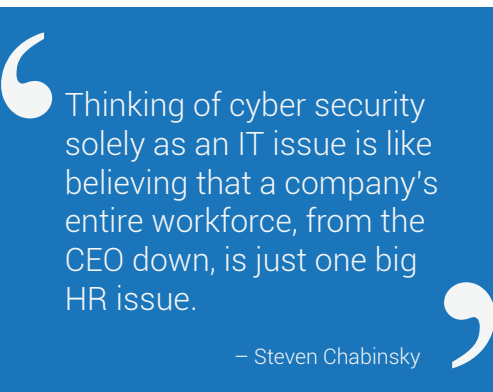 Thinking of cyber security
solely as an IT issue is like
believing that a company's
entire workforce, from the
CEO down, is just one big
HR issue.
– Steven Chabinsky